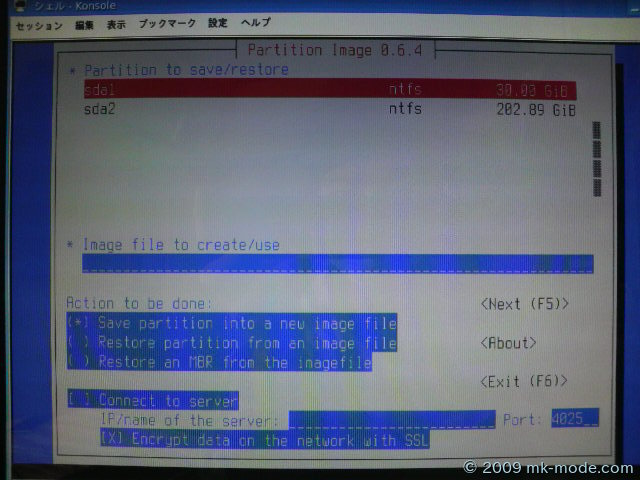 シェル - Konsole
セッション 編集 表示 ブックマーク 設定 ヘルプ
Partition Image 0.6.4
* Partition to save/restore
sda1 ntfs 30.00 GiB
sda2 ntfs 202.89 GiB
* Image file to create/use
Action to be done:
<Next (F5)>
(*) Save partition into a new image file
( ) Restore partition from an image file
<About>
( ) Restore an MBR from the imagefile
<Exit (F6)>
[ ] Connect to server
IP/name of the server: Port: 4025__
[X] Encrypt data on the network with SSL
© 2009 mk-mode.com